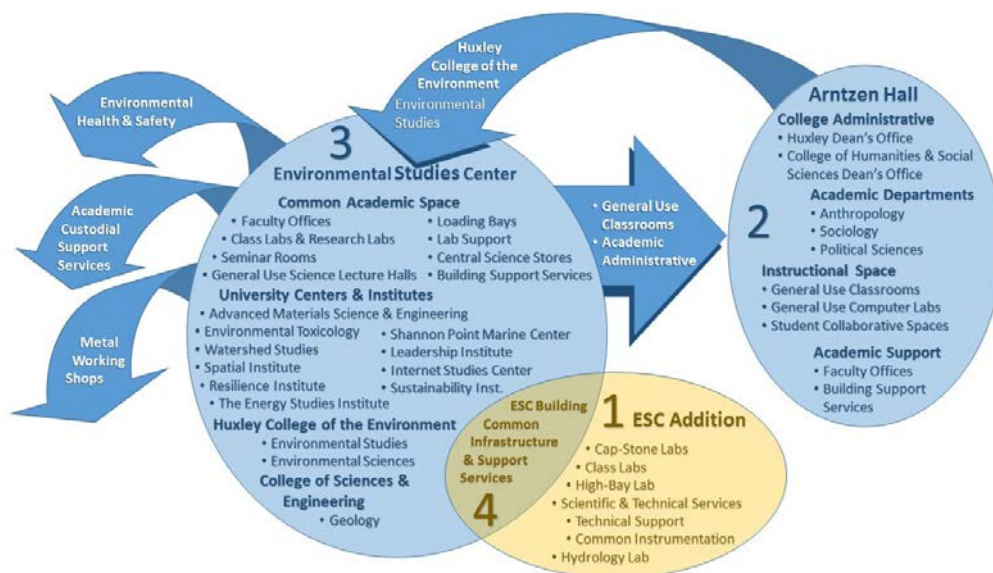 Huxley
College of the
Environment
Environmental
Studies
Environmental
Health & Safety
Academic
Custodial
Support
Services
Metal
Working
Shops
3
Environmental Studies Center
Common Academic Space
• Faculty Offices
• Class Labs & Research Labs
• Seminar Rooms
• General Use Science Lecture Halls
• Loading Bays
• Lab Support
• Central Science Stores
• Building Support Services
University Centers & Institutes
• Advanced Materials Science & Engineering
• Environmental Toxicology
• Watershed Studies
• Spatial Institute
• Resilience Institute
• The Energy Studies Institute
• Shannon Point Marine Center
• Leadership Institute
• Internet Studies Center
• Sustainability Inst.
Huxley College of the Environment
• Environmental Studies
• Environmental Sciences
College of Sciences &
Engineering
• Geology
• General Use
Classrooms
• Academic
Administrative
Arntzen Hall
College Administrative
• Huxley Dean's Office
• College of Humanities & Social
Sciences Dean's Office
2
Academic Departments
• Anthropology
• Sociology
• Political Sciences
Instructional Space
• General Use Classrooms
• General Use Computer Labs
• Student Collaborative Spaces
Academic Support
• Faculty Offices
• Building Support
Services
ESC Building
Common
Infrastructure
& Support
Services
4
1 ESC Addition
• Cap-Stone Labs
• Class Labs
• High-Bay Lab
• Scientific & Technical Services
• Technical Support
• Common Instrumentation
• Hydrology Lab